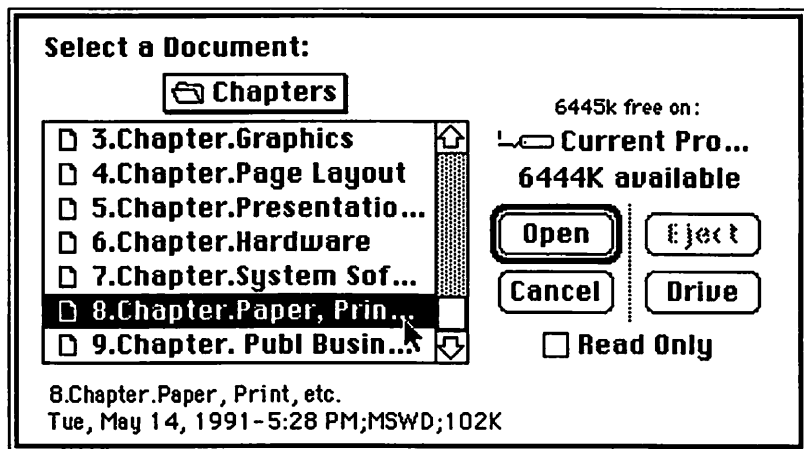 Select a Document:
Chapters
3.Chapter.Graphics
4.Chapter.Page Layout
5.Chapter.Presentatio...
6.Chapter.Hardware
7.Chapter.System Sof...
8.Chapter.Paper, Prin...
9.Chapter. Publ Busin...
6445k free on:
Current Pro...
6444K available
Open
Eject
Cancel
Drive
Read Only
8.Chapter.Paper, Print, etc.
Tue, May 14, 1991-5:28 PM;MSWD;102K